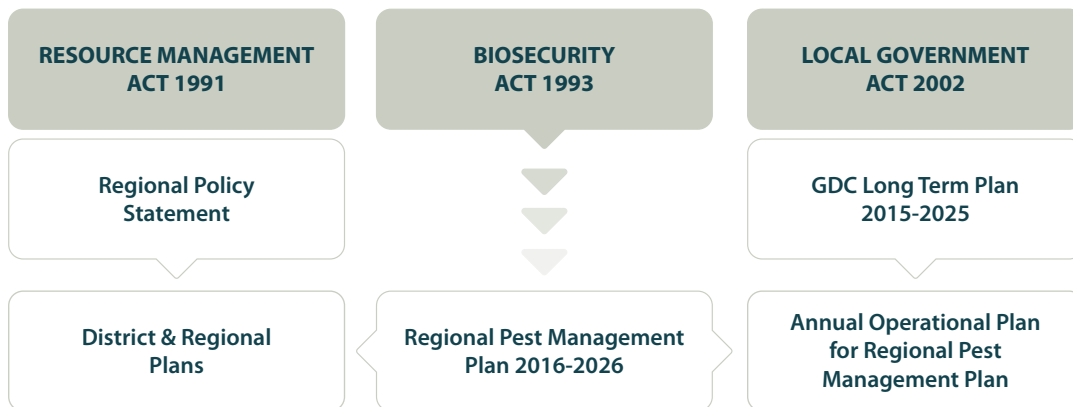 RESOURCE MANAGEMENT
ACT 1991
BIOSECURITY
ACT 1993
LOCAL GOVERNMENT
ACT 2002
Regional Policy
Statement
GDC Long Term Plan
2015-2025
District & Regional
Plans
Regional Pest Management
Plan 2016-2026
Annual Operational Plan
for Regional Pest
Management Plan